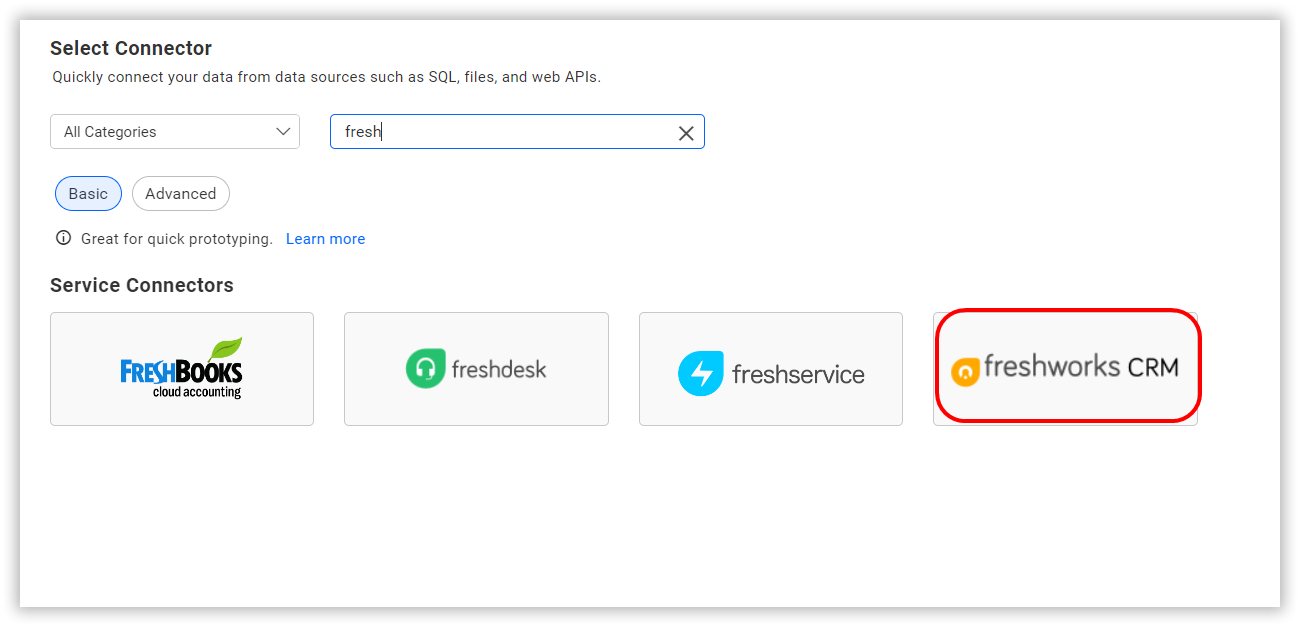 Select Connector
Quickly connect your data from data sources such as SQL, files, and web APIs.
All Categories
fresh
Basic
Advanced
Great for quick prototyping. Learn more
Service Connectors
FRESHBOOKS
cloud accounting
freshdesk
freshservice
freshworks CRM